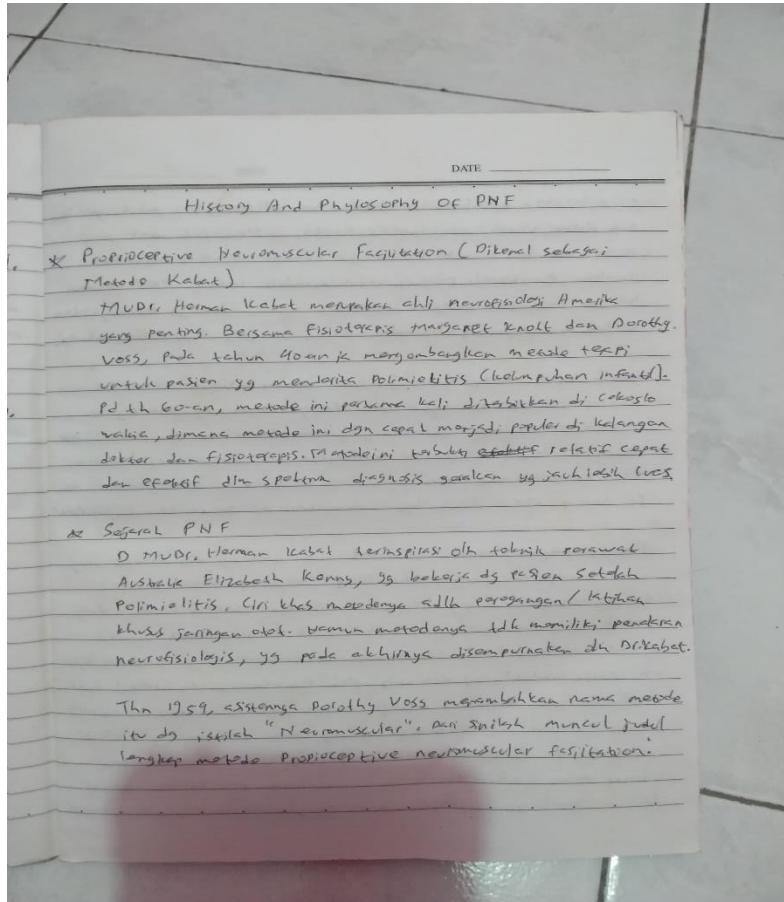 DATE
History And Phylosophy Of PNF
* Proprioceptive Neuromuscular Facjutation (Dikenal sebagai
Metode Kabat)
MUDr. Herman Kabat merupakan ahli neurofisiologi Amerika
yang penting. Bersama fisioterapis Margaret Knott dan Dorothy.
Voss, pada tahun 40an ia mengembangkan metode terapi
untuk pasien yg menderita Polimielitis (kelumpuhan infantil).
Pd th 60-an, metode ini pertama kali diterbitkan di Cekoslo
vakia, dimana metode ini dgn cepat menjadi populer di kalangan
dokter dan fisioterapis. Metode ini terbukti efektif relatif cepat
dan efektif dlm spektrum diagnosis gerakan yg jauh lebih luas
* Sejarah PNF
D MUDr. Herman Kabat terinspirasi olh teknik perawat
Australia Elizabeth Kenny, yg bekerja dg pasien setelah
Polimielitis. Ciri khas metodenya adlh peregangan / latihan
khusus jaringan otot. Namun metodenya tdk memiliki penalaran
neurofisiologis, yg pada akhirnya disempurnakan oln Dr.Kabat.
Thn 1954, asistennya Dorothy Voss menambahkan nama metode
itu dg istilah "Neuromuscular". Dari sinilah muncul judul
lengkap metode Propioceptive neuromuscular fasilitation.